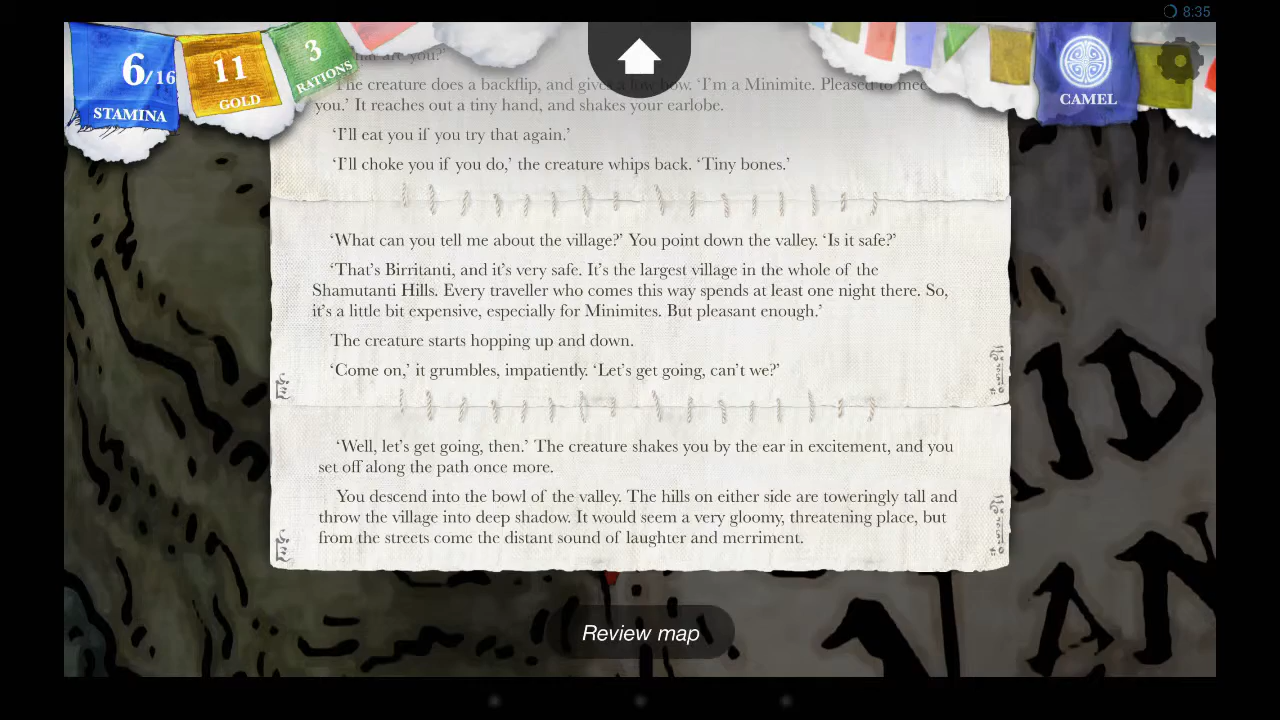 8:35
6/16
STAMINA
11
GOLD
3
RATIONS
CAMEL
are you?’
The creature does a backflip, and gives a low bow. ‘I’m a Minimite. Pleased to meet
you.’ It reaches out a tiny hand, and shakes your earlobe.
‘I’ll eat you if you try that again.’
‘I’ll choke you if you do,’ the creature whips back. ‘Tiny bones.’
‘What can you tell me about the village?’ You point down the valley. ‘Is it safe?’
‘That’s Birritanti, and it’s very safe. It’s the largest village in the whole of the
Shamutanti Hills. Every traveller who comes this way spends at least one night there. So,
it’s a little bit expensive, especially for Minimites. But pleasant enough.’
The creature starts hopping up and down.
‘Come on,’ it grumbles, impatiently. ‘Let’s get going, can’t we?’
‘Well, let’s get going, then.’ The creature shakes you by the ear in excitement, and you
set off along the path once more.
You descend into the bowl of the valley. The hills on either side are toweringly tall and
throw the village into deep shadow. It would seem a very gloomy, threatening place, but
from the streets come the distant sound of laughter and merriment.
Review map